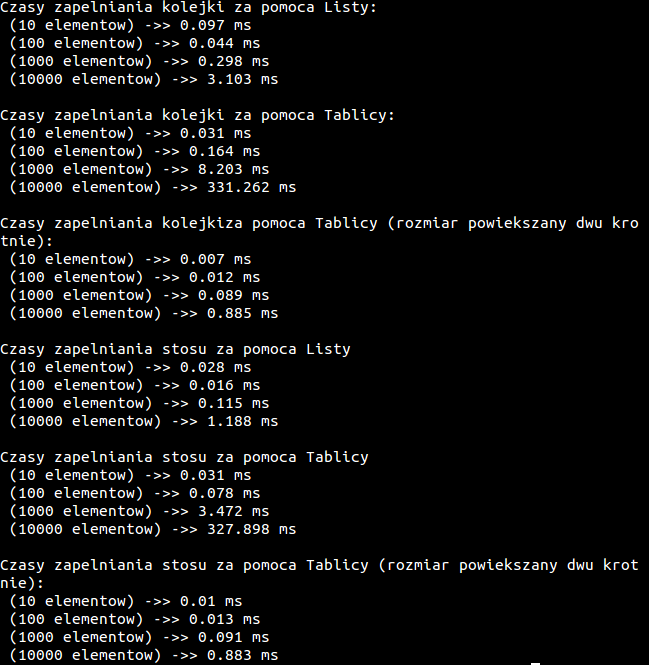 Czasy zapelniania kolejki za pomoca Listy:
(10 elementow) ->> 0.097 ms
(100 elementow) ->> 0.044 ms
(1000 elementow) ->> 0.298 ms
(10000 elementow) ->> 3.103 ms
Czasy zapelniania kolejki za pomoca Tablicy:
(10 elementow) ->> 0.031 ms
(100 elementow) ->> 0.164 ms
(1000 elementow) ->> 8.203 ms
(10000 elementow) ->> 331.262 ms
Czasy zapelniania kolejkiza pomoca Tablicy (rozmiar powiekszany dwu kro
tnie):
(10 elementow) ->> 0.007 ms
(100 elementow) ->> 0.012 ms
(1000 elementow) ->> 0.089 ms
(10000 elementow) ->> 0.885 ms
Czasy zapelniania stosu za pomoca Listy
(10 elementow) ->> 0.028 ms
(100 elementow) ->> 0.016 ms
(1000 elementow) ->> 0.115 ms
(10000 elementow) ->> 1.188 ms
Czasy zapelniania stosu za pomoca Tablicy
(10 elementow) ->> 0.031 ms
(100 elementow) ->> 0.078 ms
(1000 elementow) ->> 3.472 ms
(10000 elementow) ->> 327.898 ms
Czasy zapelniania stosu za pomoca Tablicy (rozmiar powiekszany dwu krot
nie):
(10 elementow) ->> 0.01 ms
(100 elementow) ->> 0.013 ms
(1000 elementow) ->> 0.091 ms
(10000 elementow) ->> 0.883 ms